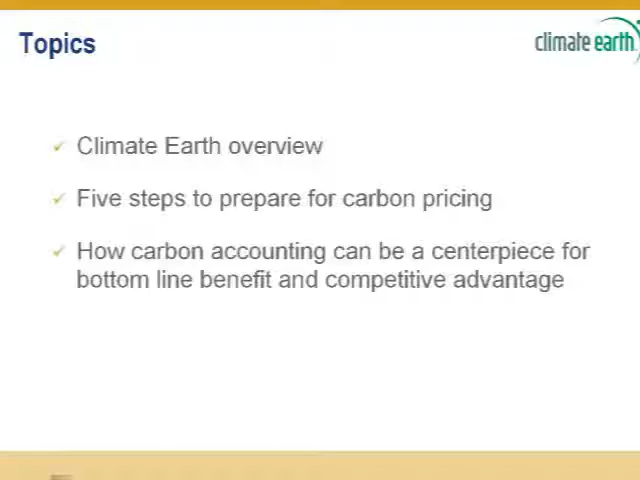 Topics
climate earth
Climate Earth overview
Five steps to prepare for carbon pricing
How carbon accounting can be a centerpiece for
bottom line benefit and competitive advantage